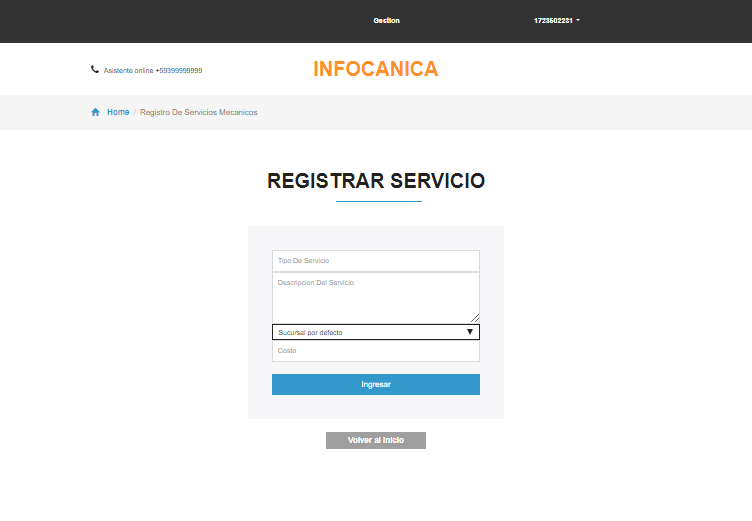 Gestion
1723502231
Asistente online +59399999999
INFOCANICA
Home / Registro De Servicios Mecanicos
REGISTRAR SERVICIO
Tipo De Servicio
Descripcion Del Servicio
Sucursal por defecto
Costo
Ingresar
Volver al Inicio